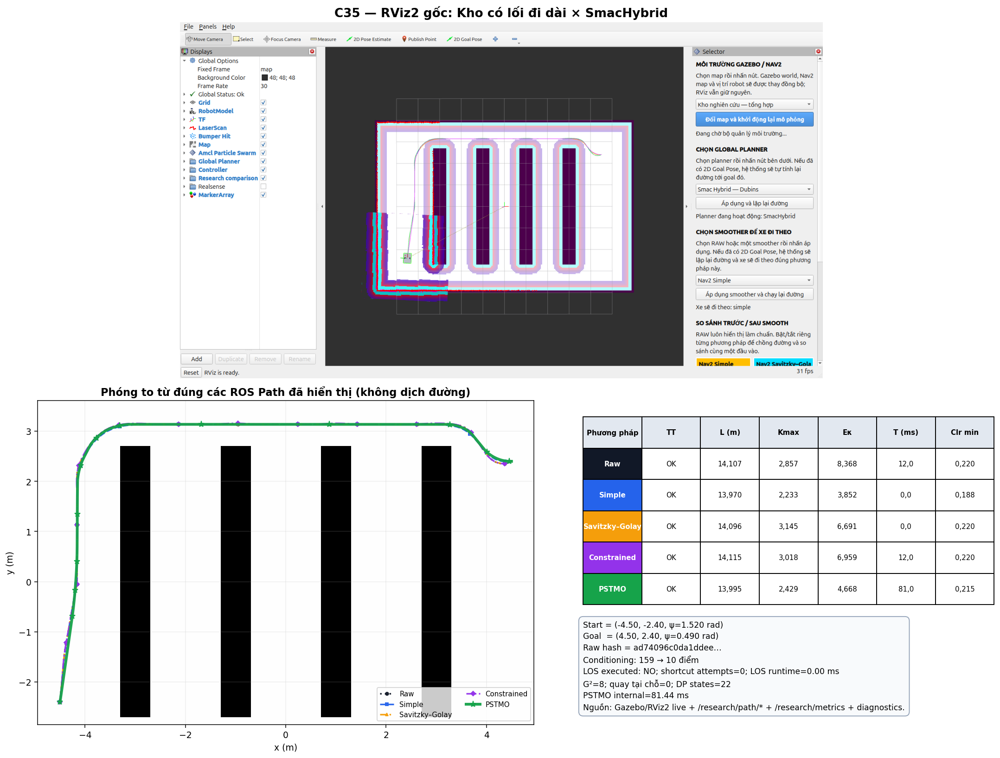 C35 — RViz2 gốc: Kho có lối đi dài × SmacHybrid
File Panels Help
Move Camera Select Focus Camera Measure 2D Pose Estimate Publish Point 2D Goal Pose
Displays
Global Options
Fixed Frame map
Background Color 48; 48; 48
Frame Rate 30
Global Status: Ok
Grid
RobotModel
TF
LaserScan
Bumper Hit
Map
Amcl Particle Swarm
Global Planner
Controller
Research comparison
Realsense
MarkerArray
Add Duplicate Remove Rename
Reset RViz is ready.
Selector
MÔI TRƯỜNG GAZEBO / NAV2
Chọn map rồi nhấn nút. Gazebo world, Nav2
map và vị trí robot sẽ được thay đồng bộ;
RViz vẫn giữ nguyên.
Kho nghiên cứu — tổng hợp
Đổi map và khởi động lại mô phỏng
Đang chờ bộ quản lý môi trường...
CHỌN GLOBAL PLANNER
Chọn planner rồi nhấn nút bên dưới. Nếu đã
có 2D Goal Pose, hệ thống sẽ tự tính lại
đường tới goal đó.
Smac Hybrid — Dubins
Áp dụng và lập lại đường
Planner đang hoạt động: SmacHybrid
CHỌN SMOOTHER ĐỂ XE ĐI THEO
Chọn RAW hoặc một smoother rồi nhấn áp
dụng. Nếu đã có 2D Goal Pose, hệ thống sẽ
lập lại đường và xe sẽ đi theo đúng phương
pháp này.
Nav2 Simple
Áp dụng smoother và chạy lại đường
Xe sẽ đi theo: simple
SO SÁNH TRƯỚC / SAU SMOOTH
RAW luôn hiển thị làm chuẩn. Bật/tắt riêng
từng phương pháp để chồng đường và so
sánh cùng một đầu vào.
Nav2 Simple Nav2 Savitzky–Gola
31 fps
Phóng to từ đúng các ROS Path đã hiển thị (không dịch đường)
3
2
1
0
−1
−2
y (m)
−4 −2 0 2 4
x (m)
Raw
Simple
Savitzky–Golay
Constrained
PSTMO
Phương pháp TT L (m) Kmax Eκ T (ms) Clr min
Raw OK 14,107 2,857 8,368 12,0 0,220
Simple OK 13,970 2,233 3,852 0,0 0,188
Savitzky–Golay OK 14,096 3,145 6,691 0,0 0,220
Constrained OK 14,115 3,018 6,959 12,0 0,220
PSTMO OK 13,995 2,429 4,668 81,0 0,215
Start = (-4.50, -2.40, ψ=1.520 rad)
Goal = (4.50, 2.40, ψ=0.490 rad)
Raw hash = ad74096c0da1ddee…
Conditioning: 159 → 10 điểm
LOS executed: NO; shortcut attempts=0; LOS runtime=0.00 ms
G²=8; quay tại chỗ=0; DP states=22
PSTMO internal=81.44 ms
Nguồn: Gazebo/RViz2 live + /research/path/* + /research/metrics + diagnostics.